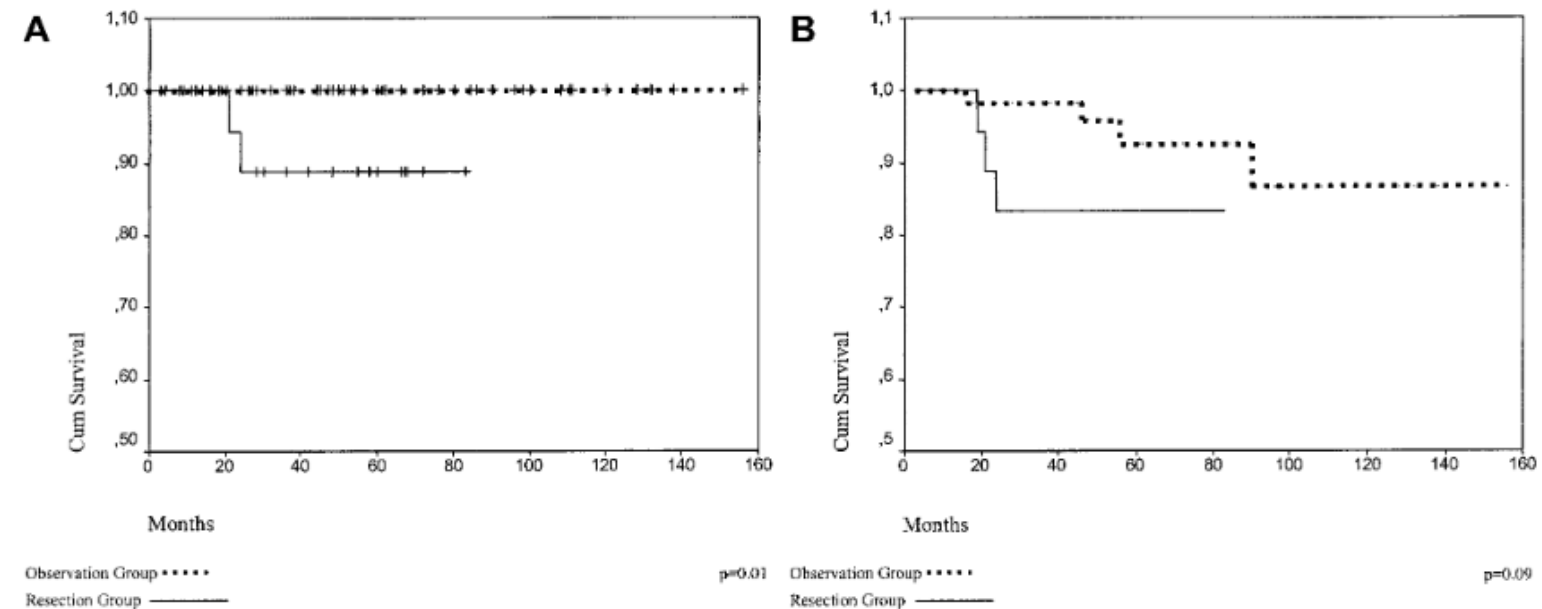 A
1,10
1,00
,90
,80
,70
,60
,50
Cum Survival
0 20 40 60 80 100 120 140 160
Months
Observation Group
Resection Group
p=0.01
B
1,1
1,0
,9
,8
,7
,6
,5
Cum Survival
0 20 40 60 80 100 120 140 160
Months
Observation Group
Resection Group
p=0.09